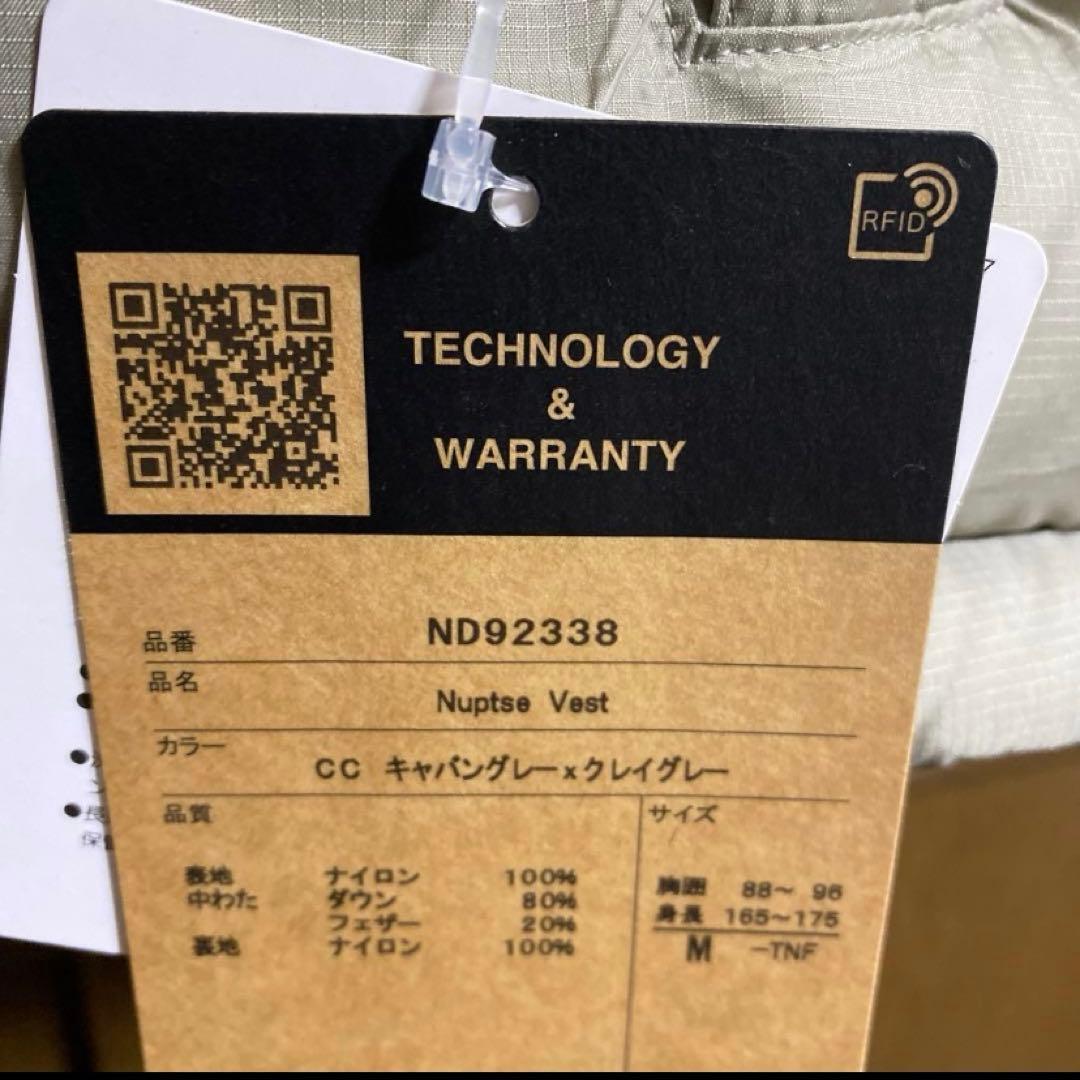 RFID
TECHNOLOGY
&
WARRANTY
品番 ND92338
品名 Nuptse Vest
カラー CC キャバングレーxクレイグレー
品質
サイズ
表地 ナイロン 100%
中わた ダウン 80%
フェザー 20%
裏地 ナイロン 100%
胸囲 88～ 96
身長 165～175
M -TNF
●長